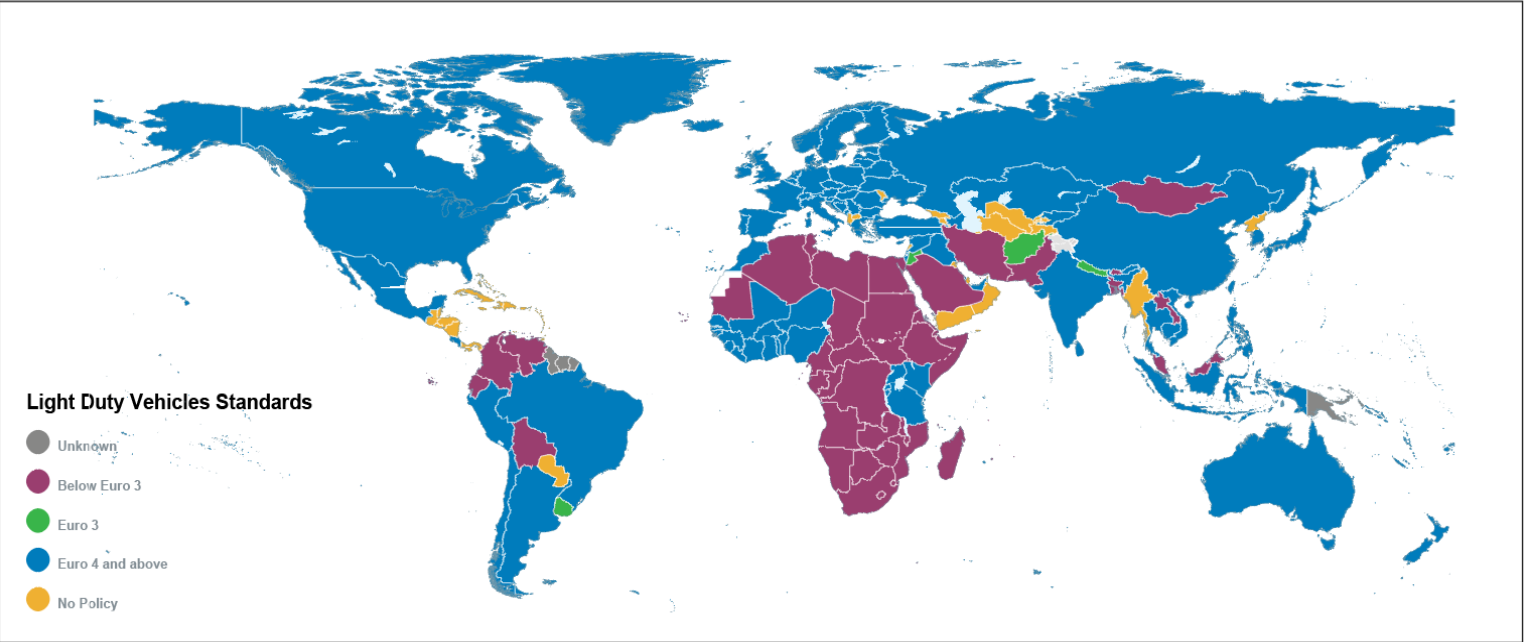 Light Duty Vehicles Standards
Unknown
Below Euro 3
Euro 3
Euro 4 and above
No Policy